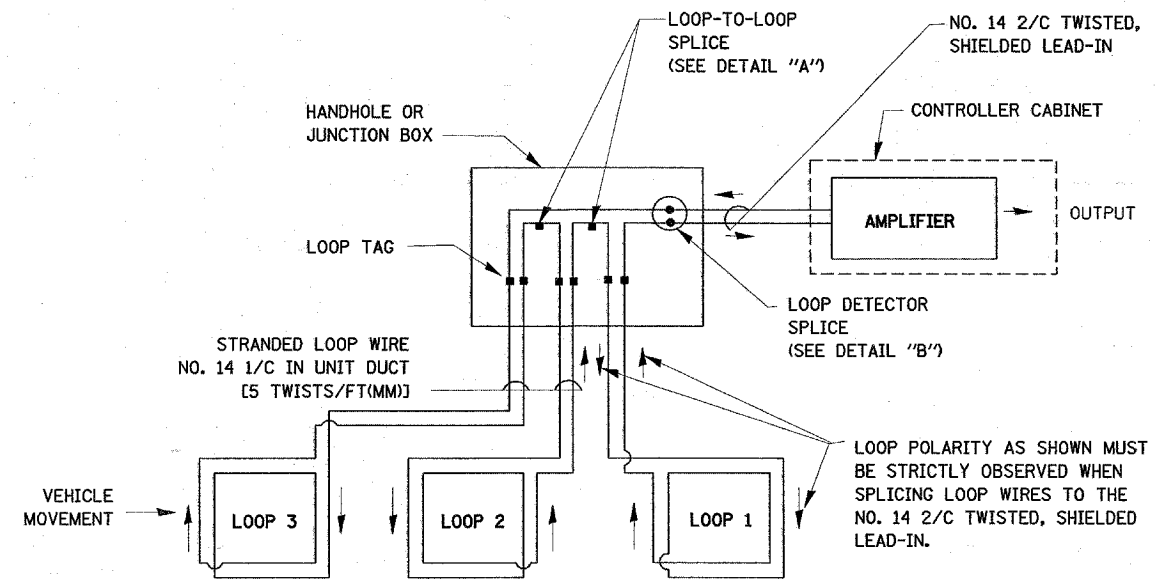 LOOP-TO-LOOP
SPLICE
(SEE DETAIL "A")
NO. 14 2/C TWISTED,
SHIELDED LEAD-IN
HANDHOLE OR
JUNCTION BOX
CONTROLLER CABINET
AMPLIFIER
OUTPUT
LOOP TAG
LOOP DETECTOR
SPLICE
(SEE DETAIL "B")
STRANDED LOOP WIRE
NO. 14 1/C IN UNIT DUCT
[5 TWISTS/FT(MM)]
LOOP POLARITY AS SHOWN MUST
BE STRICTLY OBSERVED WHEN
SPLICING LOOP WIRES TO THE
NO. 14 2/C TWISTED, SHIELDED
LEAD-IN.
VEHICLE
MOVEMENT
LOOP 3
LOOP 2
LOOP 1